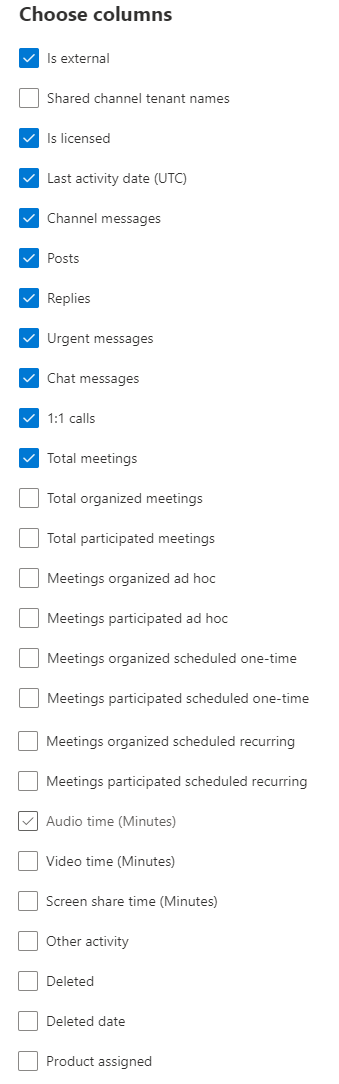 Choose columns
Is external
Shared channel tenant names
Is licensed
Last activity date (UTC)
Channel messages
Posts
Replies
Urgent messages
Chat messages
1:1 calls
Total meetings
Total organized meetings
Total participated meetings
Meetings organized ad hoc
Meetings participated ad hoc
Meetings organized scheduled one-time
Meetings participated scheduled one-time
Meetings organized scheduled recurring
Meetings participated scheduled recurring
Audio time (Minutes)
Video time (Minutes)
Screen share time (Minutes)
Other activity
Deleted
Deleted date
Product assigned